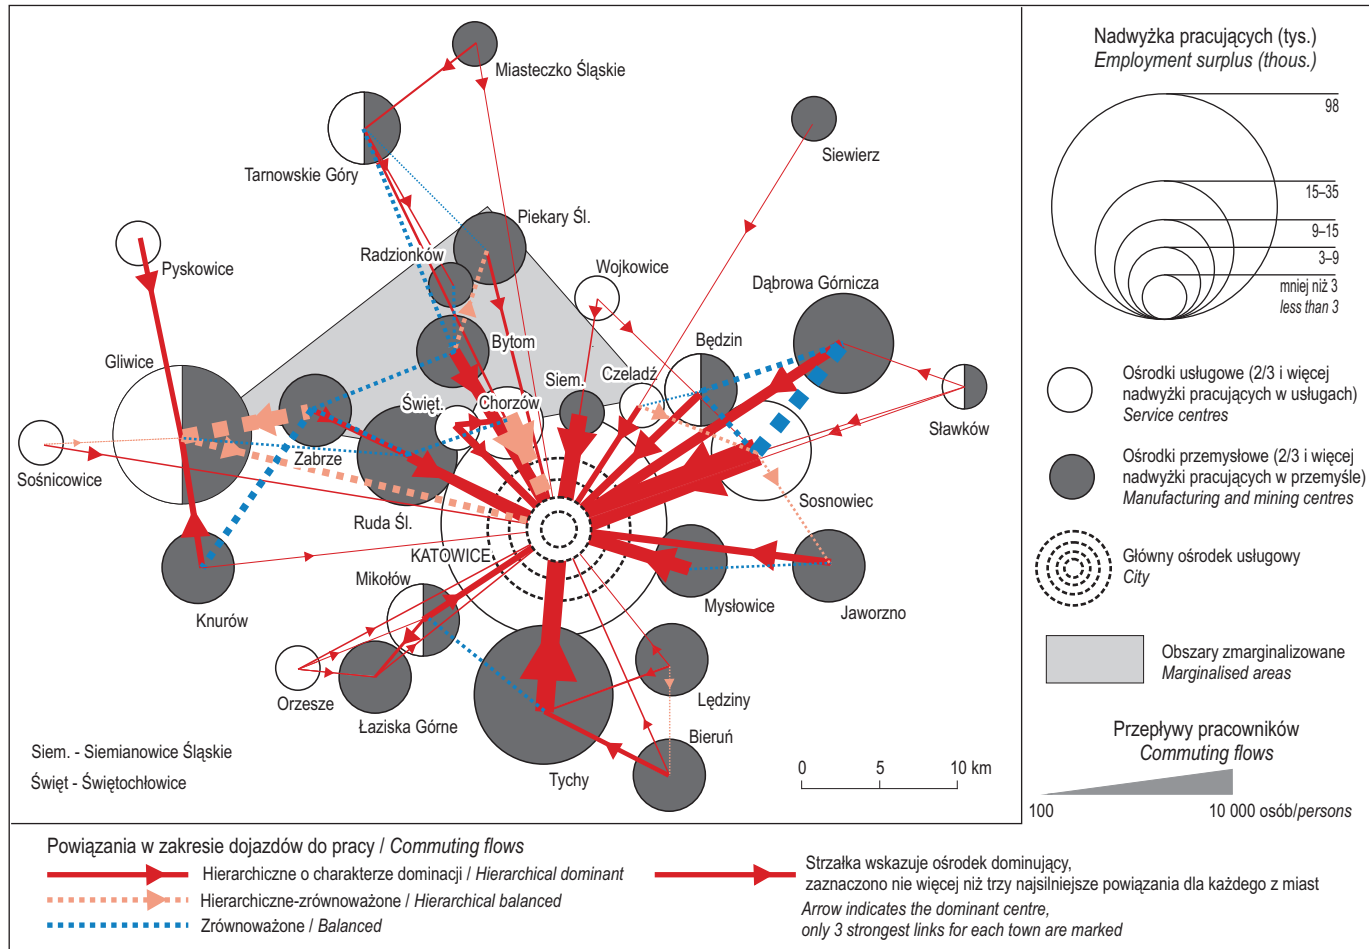 Miasteczko Śląskie
Siewierz
Tarnowskie Góry
Piekary Śl.
Radzionków
Pyskowice
Wojkowice
Dąbrowa Górnicza
Bytom
Będzin
Gliwice
Czeladź
Siem.
Chorzów
Święt.
Sławków
Zabrze
Sośnicowice
Sosnowiec
Ruda Śl.
KATOWICE
Mikołów
Mysłowice
Jaworzno
Knurów
Orzesze
Łaziska Górne
Lędziny
Bieruń
Tychy
Siem. - Siemianowice Śląskie
Święt - Świętochłowice
0 5 10 km
Nadwyżka pracujących (tys.)
Employment surplus (thous.)
98
15–35
9–15
3–9
mniej niż 3
less than 3
Ośrodki usługowe (2/3 i więcej
nadwyżki pracujących w usługach)
Service centres
Ośrodki przemysłowe (2/3 i więcej
nadwyżki pracujących w przemyśle)
Manufacturing and mining centres
Główny ośrodek usługowy
City
Obszary zmarginalizowane
Marginalised areas
Przepływy pracowników
Commuting flows
100 10 000 osób/persons
Powiązania w zakresie dojazdów do pracy / Commuting flows
Hierarchiczne o charakterze dominacji / Hierarchical dominant
Hierarchiczne-zrównoważone / Hierarchical balanced
Zrównoważone / Balanced
Strzałka wskazuje ośrodek dominujący,
zaznaczono nie więcej niż trzy najsilniejsze powiązania dla każdego z miast
Arrow indicates the dominant centre,
only 3 strongest links for each town are marked